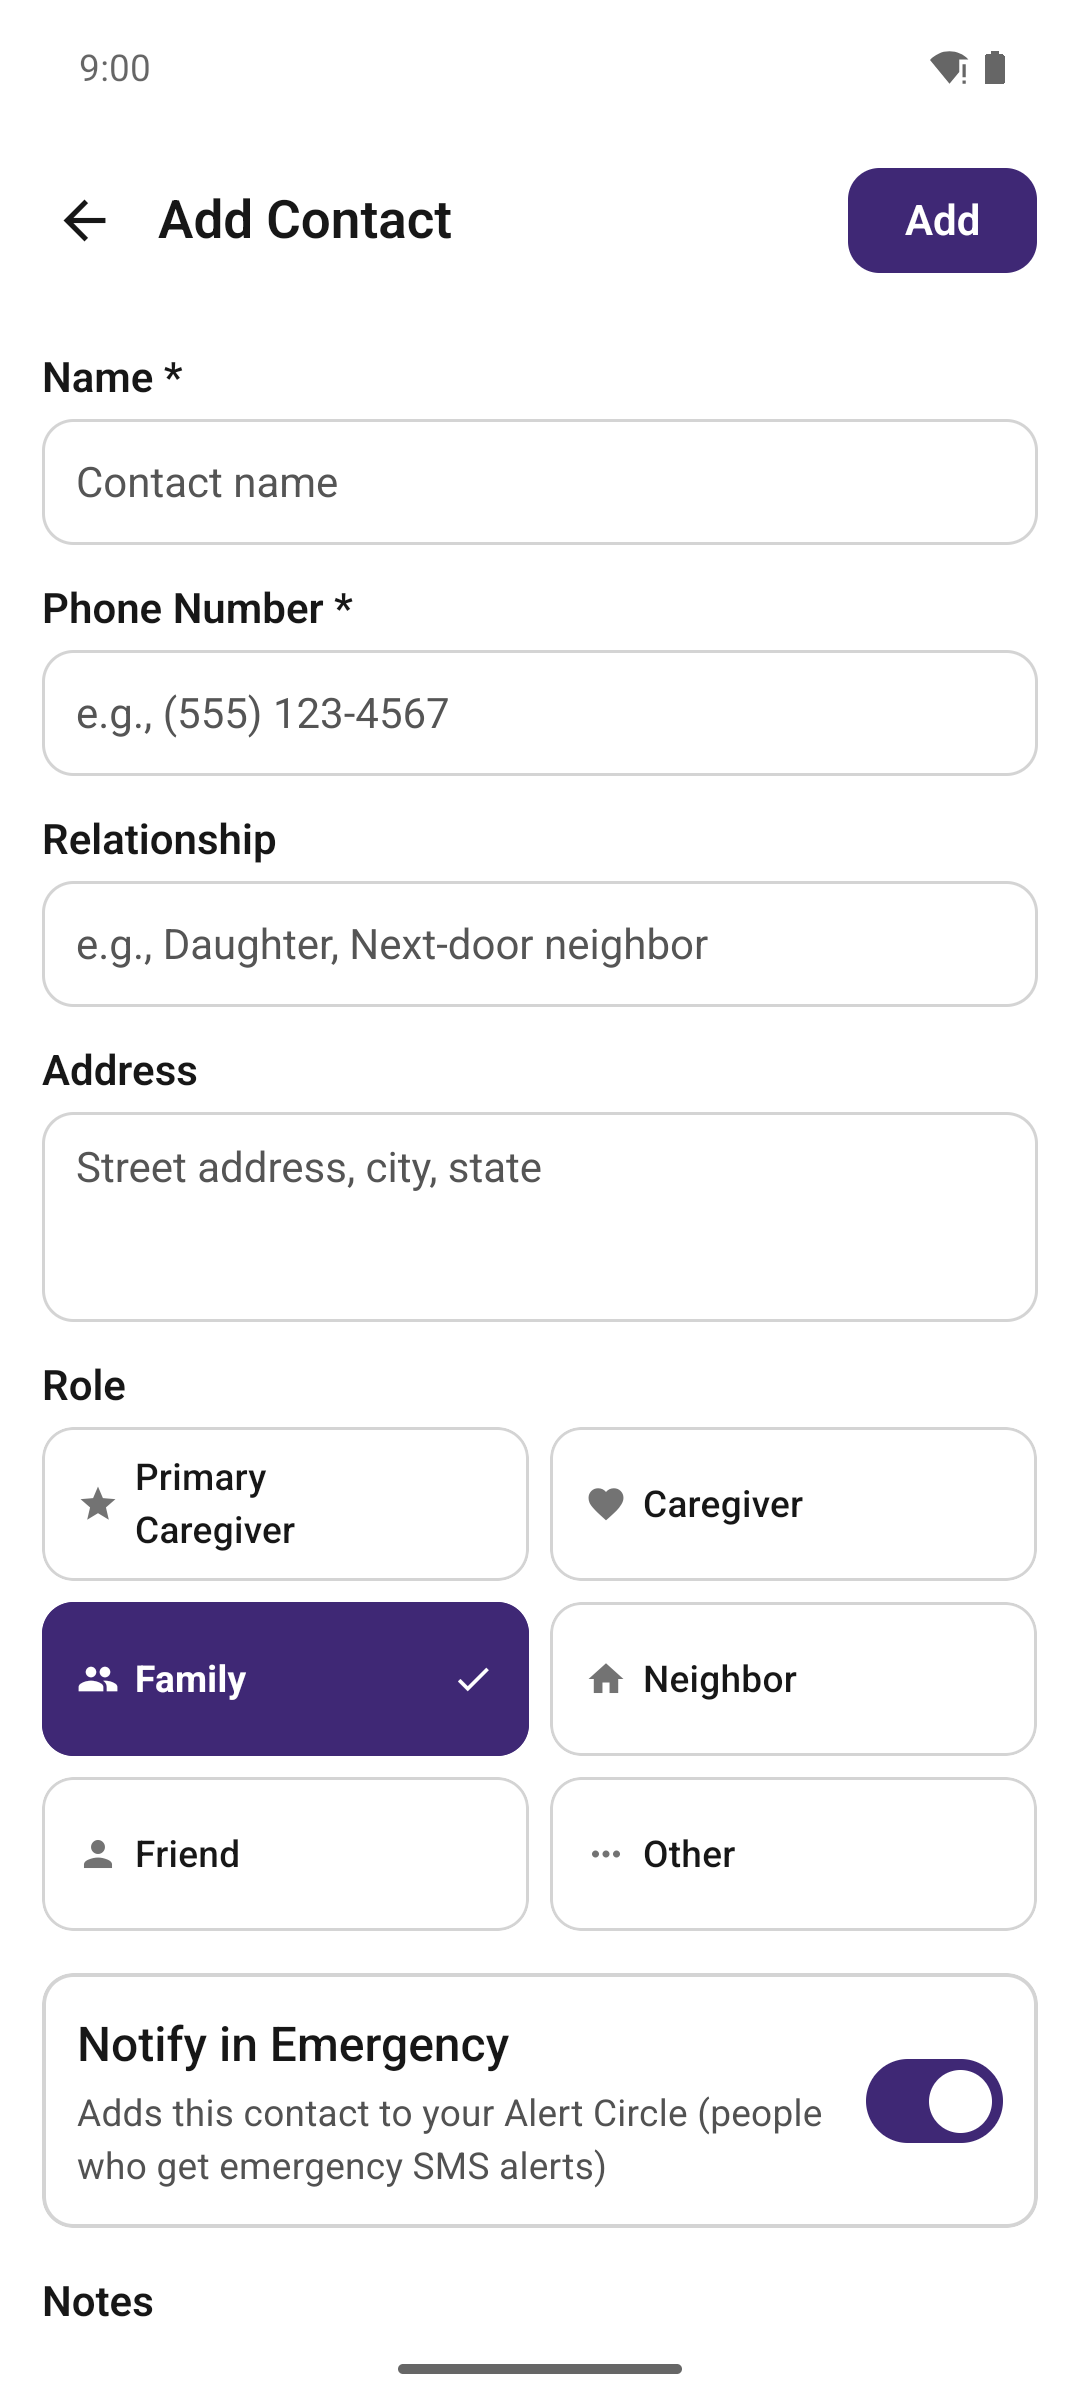 9:00
Add Contact
Add
Name *
Contact name
Phone Number *
e.g., (555) 123-4567
Relationship
e.g., Daughter, Next-door neighbor
Address
Street address, city, state
Role
Primary
Caregiver
Caregiver
Family
Neighbor
Friend
Other
Notify in Emergency
Adds this contact to your Alert Circle (people
who get emergency SMS alerts)
Notes